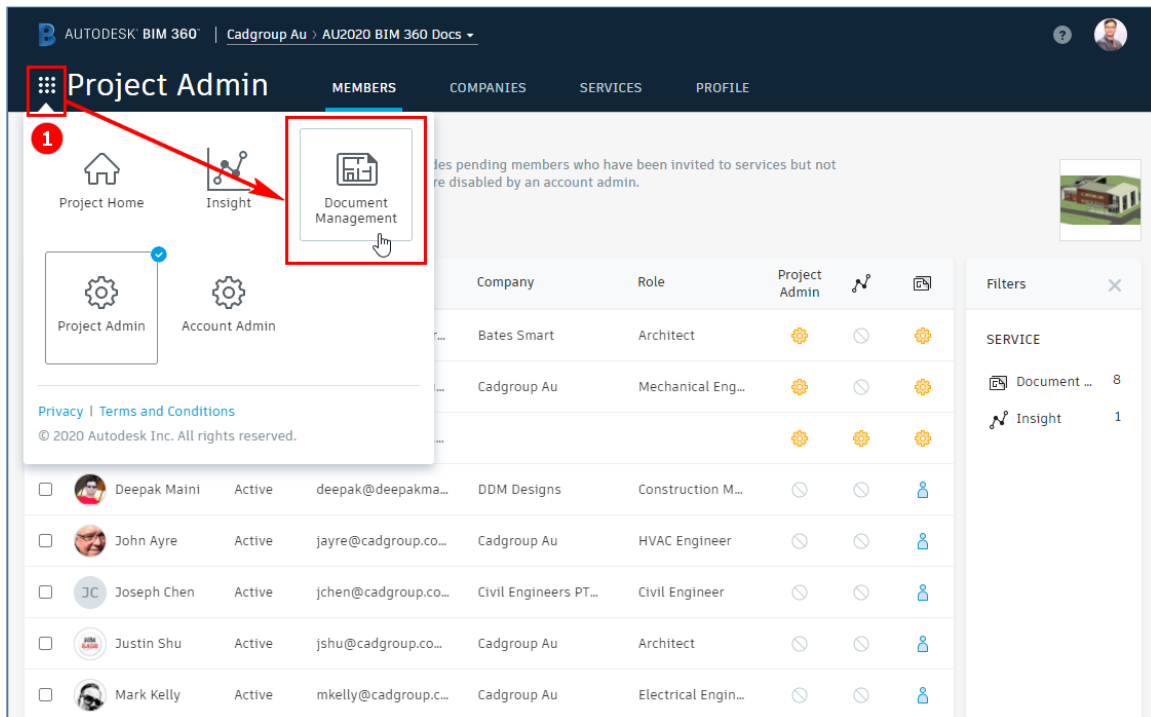 AUTODESK® BIM 360™ | Cadgroup Au > AU2020 BIM 360 Docs
?
Project Admin MEMBERS COMPANIES SERVICES PROFILE
1
des pending members who have been invited to services but not
re disabled by an account admin.
Project Home Insight Document Management
Project Admin Account Admin
Privacy | Terms and Conditions
© 2020 Autodesk Inc. All rights reserved.
Company Role Project Admin
Filters
SERVICE
Document ... 8
Insight 1
r... Bates Smart Architect
... Cadgroup Au Mechanical Eng...
...
Deepak Maini Active deepak@deepakma... DDM Designs Construction M...
John Ayre Active jayre@cadgroup.co... Cadgroup Au HVAC Engineer
JC Joseph Chen Active jchen@cadgroup.co... Civil Engineers PT... Civil Engineer
Justin Shu Active jshu@cadgroup.co... Cadgroup Au Architect
Mark Kelly Active mkelly@cadgroup.c... Cadgroup Au Electrical Engin...